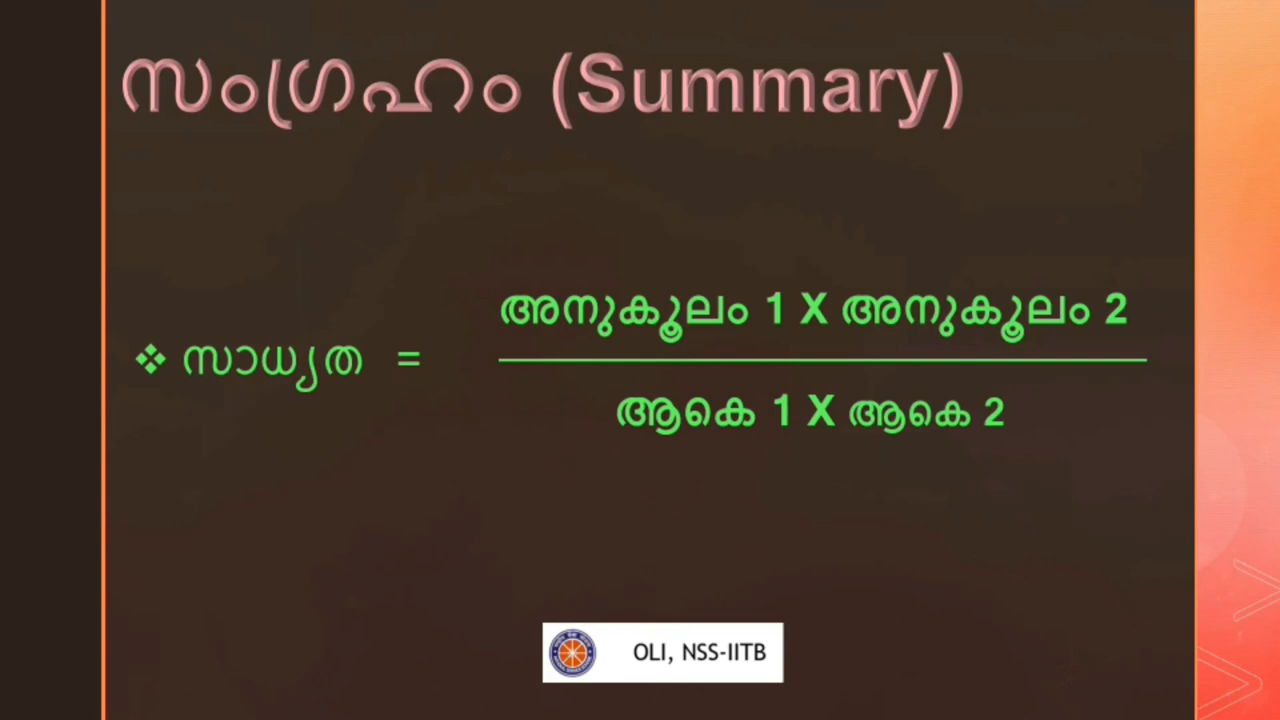 സംഗ്രഹം (Summary)
❖ സാധ്യത =
അനുകൂലം 1 X അനുകൂലം 2
ആകെ 1 X ആകെ 2
OLI, NSS-IITB